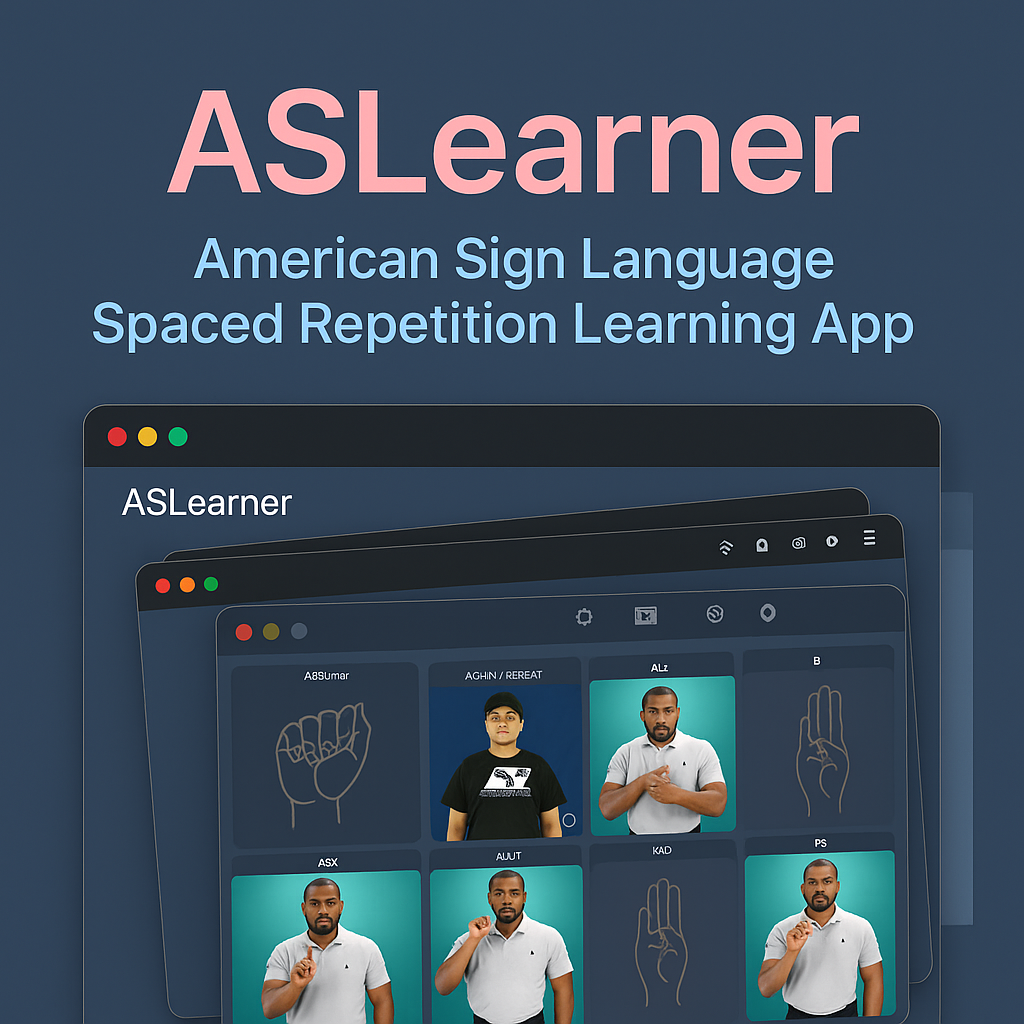 ASLearner
American Sign Language
Spaced Repetition Learning App
ASLearner
A8SUmar
AGHiN / REREAT
ALz
B
ASX
AUUT
KAD
PS